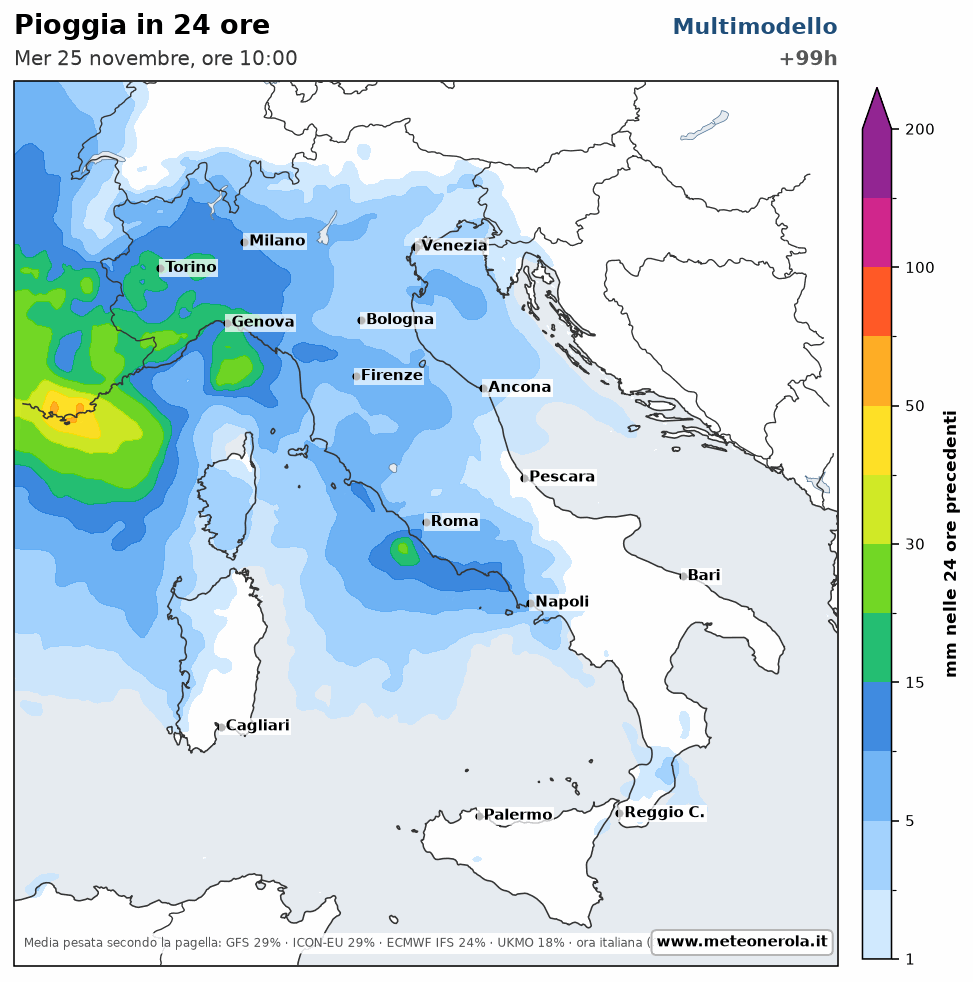 Pioggia in 24 ore
Multimodello
Mer 25 novembre, ore 10:00
+99h
200
100
50
30
15
5
1
mm nelle 24 ore precedenti
Milano
Venezia
Torino
Genova
Bologna
Firenze
Ancona
Pescara
Roma
Bari
Napoli
Cagliari
Palermo
Reggio C.
Media pesata secondo la pagella: GFS 29% · ICON-EU 29% · ECMWF IFS 24% · UKMO 18% · ora italiana (
www.meteonerola.it